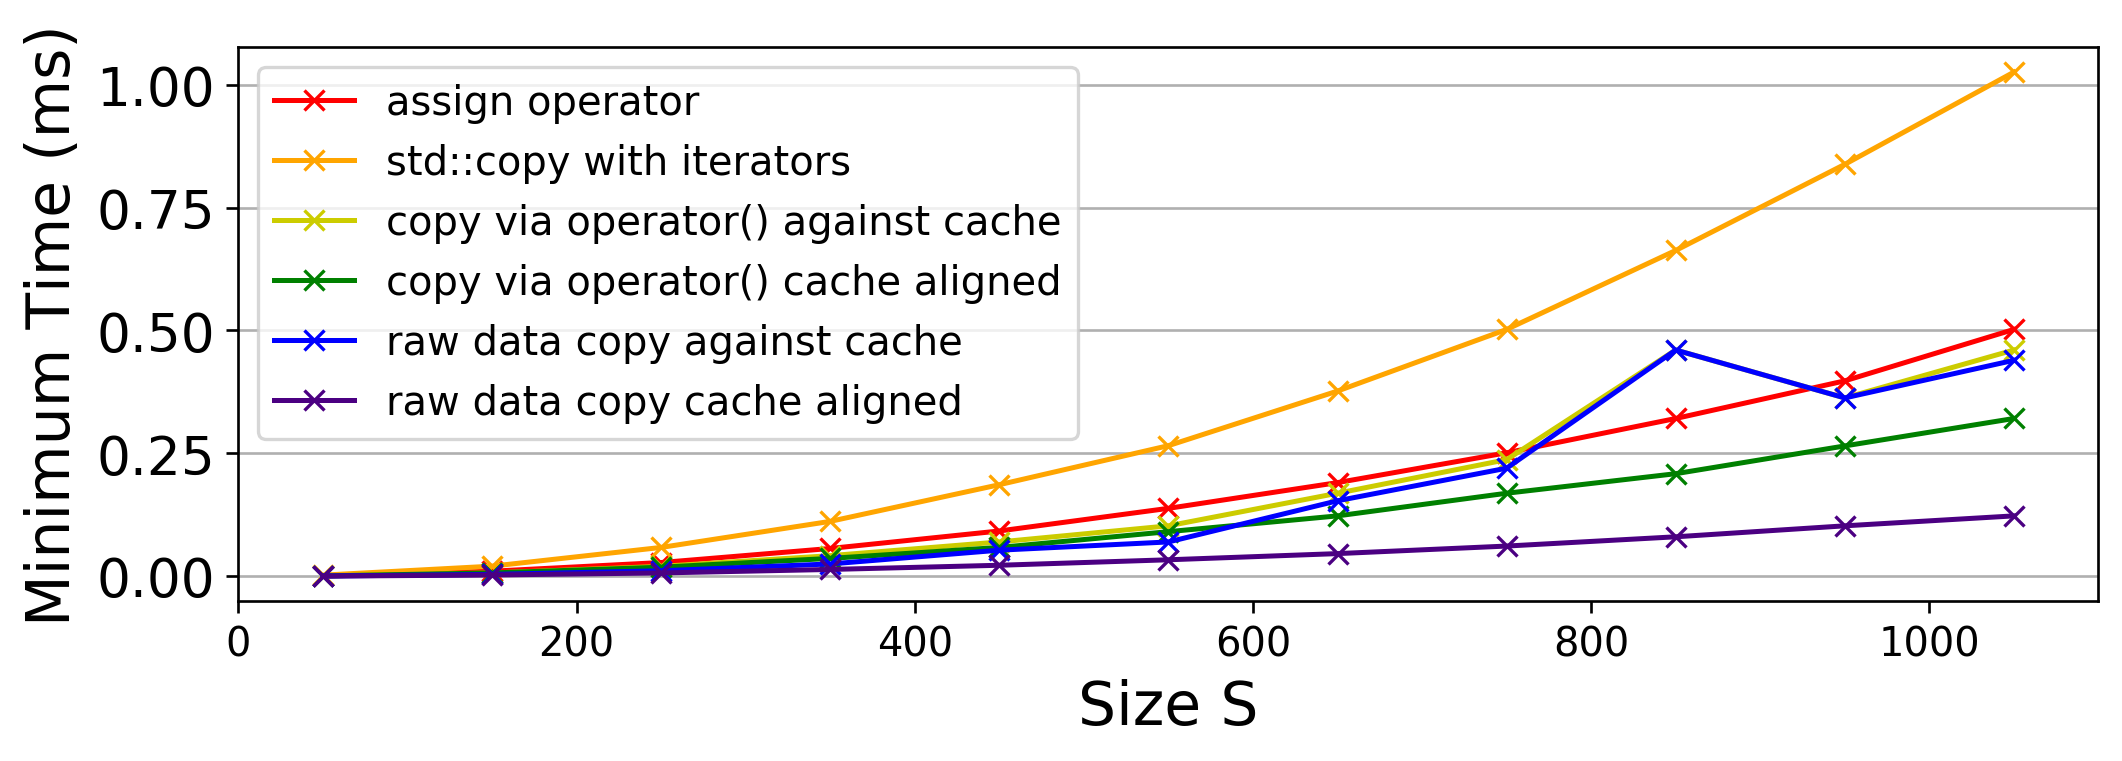 Minimum Time (ms)
1.00
0.75
0.50
0.25
0.00
assign operator
std::copy with iterators
copy via operator() against cache
copy via operator() cache aligned
raw data copy against cache
raw data copy cache aligned
0 200 400 600 800 1000
Size S